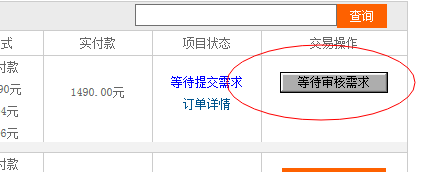 查询
式 实付款 项目状态 交易操作
付款
90元 1490.00元 等待提交需求 等待审核需求
4元 订单详情
6元
付款